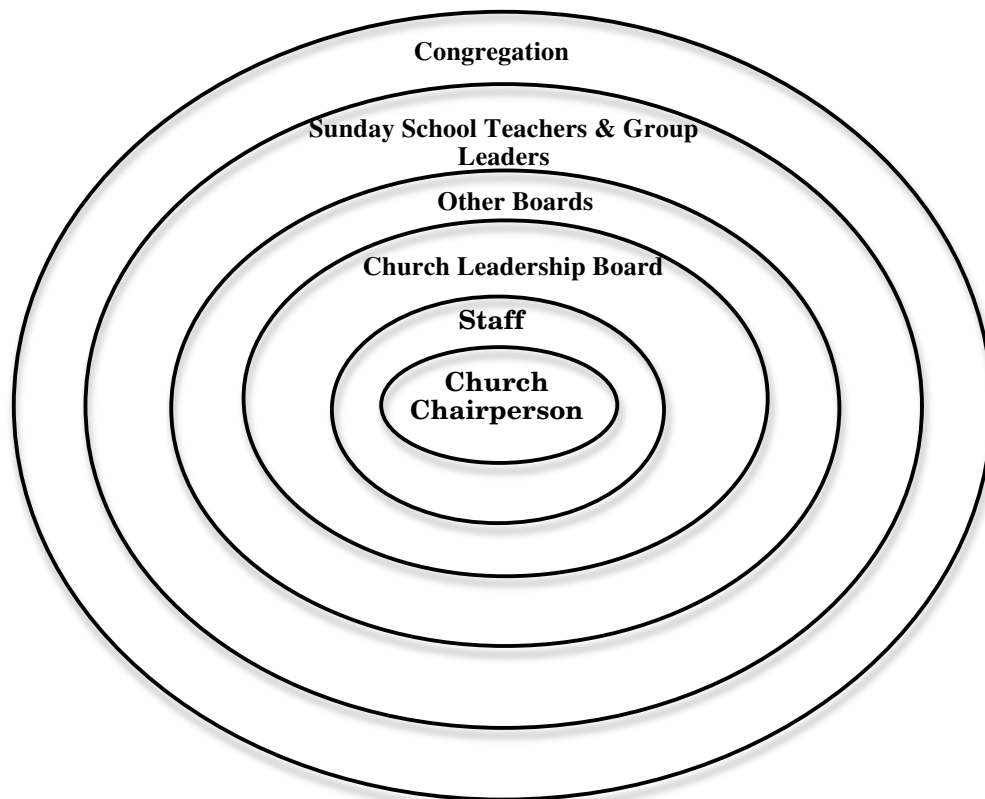 Congregation
Sunday School Teachers & Group
Leaders
Other Boards
Church Leadership Board
Staff
Church
Chairperson